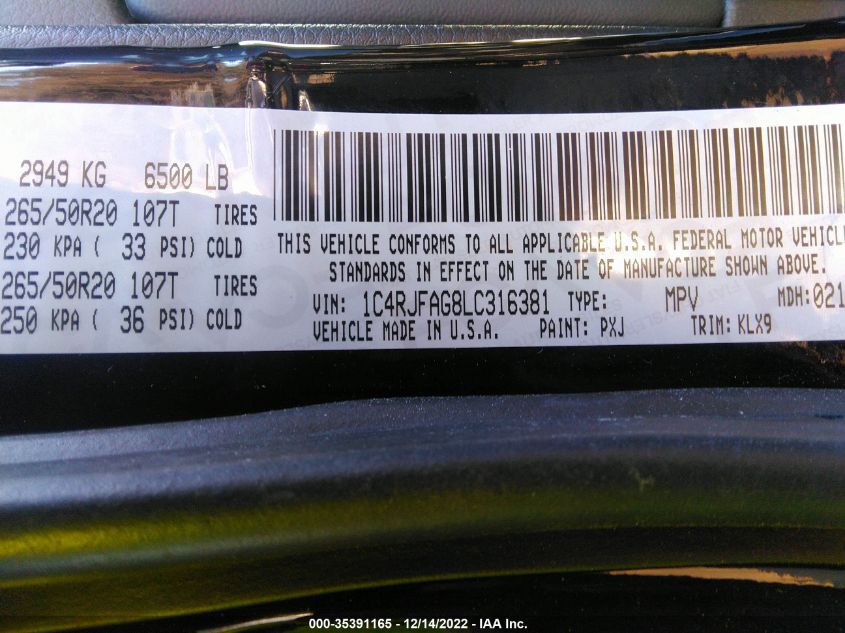 2949 KG 6500 LB
265/50R20 107T TIRES
230 KPA ( 33 PSI) COLD
265/50R20 107T TIRES
250 KPA ( 36 PSI) COLD
THIS VEHICLE CONFORMS TO ALL APPLICABLE U.S.A. FEDERAL MOTOR VEHICLE
STANDARDS IN EFFECT ON THE DATE OF MANUFACTURE SHOWN ABOVE.
VIN: 1C4RJFAG8LC316381 TYPE: MPV MDH:021
VEHICLE MADE IN U.S.A. PAINT: PXJ TRIM: KLX9
000-35391165 - 12/14/2022 - IAA Inc.